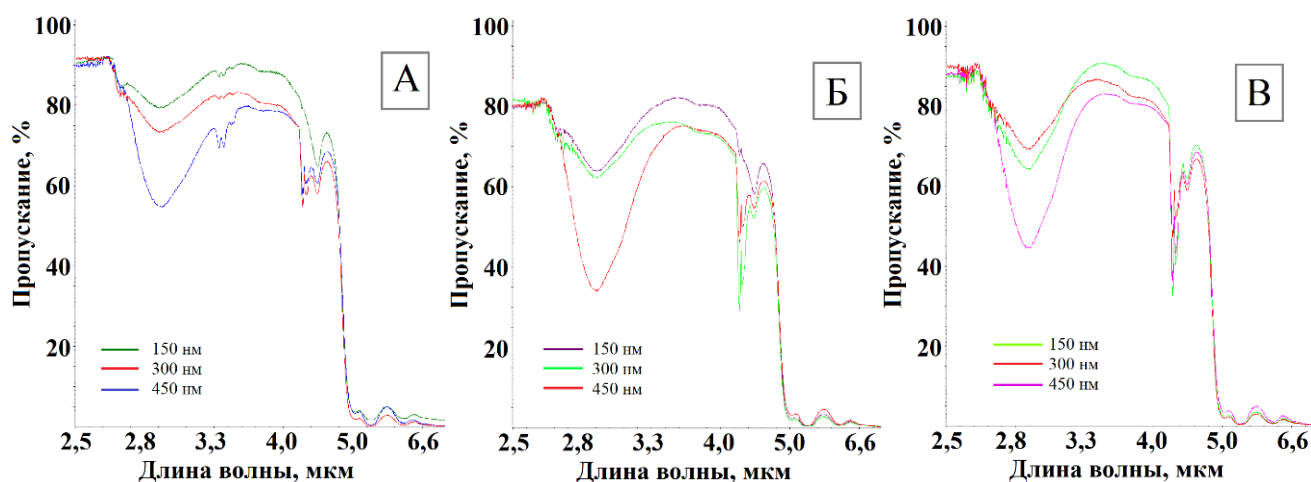 100
80
60
40
20
Пропускание, %
А
150 нм
300 нм
450 нм
2,5 2,8 3,3 4,0 5,0 6,6
Длина волны, мкм
100
80
60
40
20
Пропускание, %
Б
150 нм
300 нм
450 нм
2,5 2,8 3,3 4,0 5,0 6,6
Длина волны, мкм
100
80
60
40
20
Пропускание, %
В
150 нм
300 нм
450 нм
2,5 2,8 3,3 4,0 5,0 6,6
Длина волны, мкм